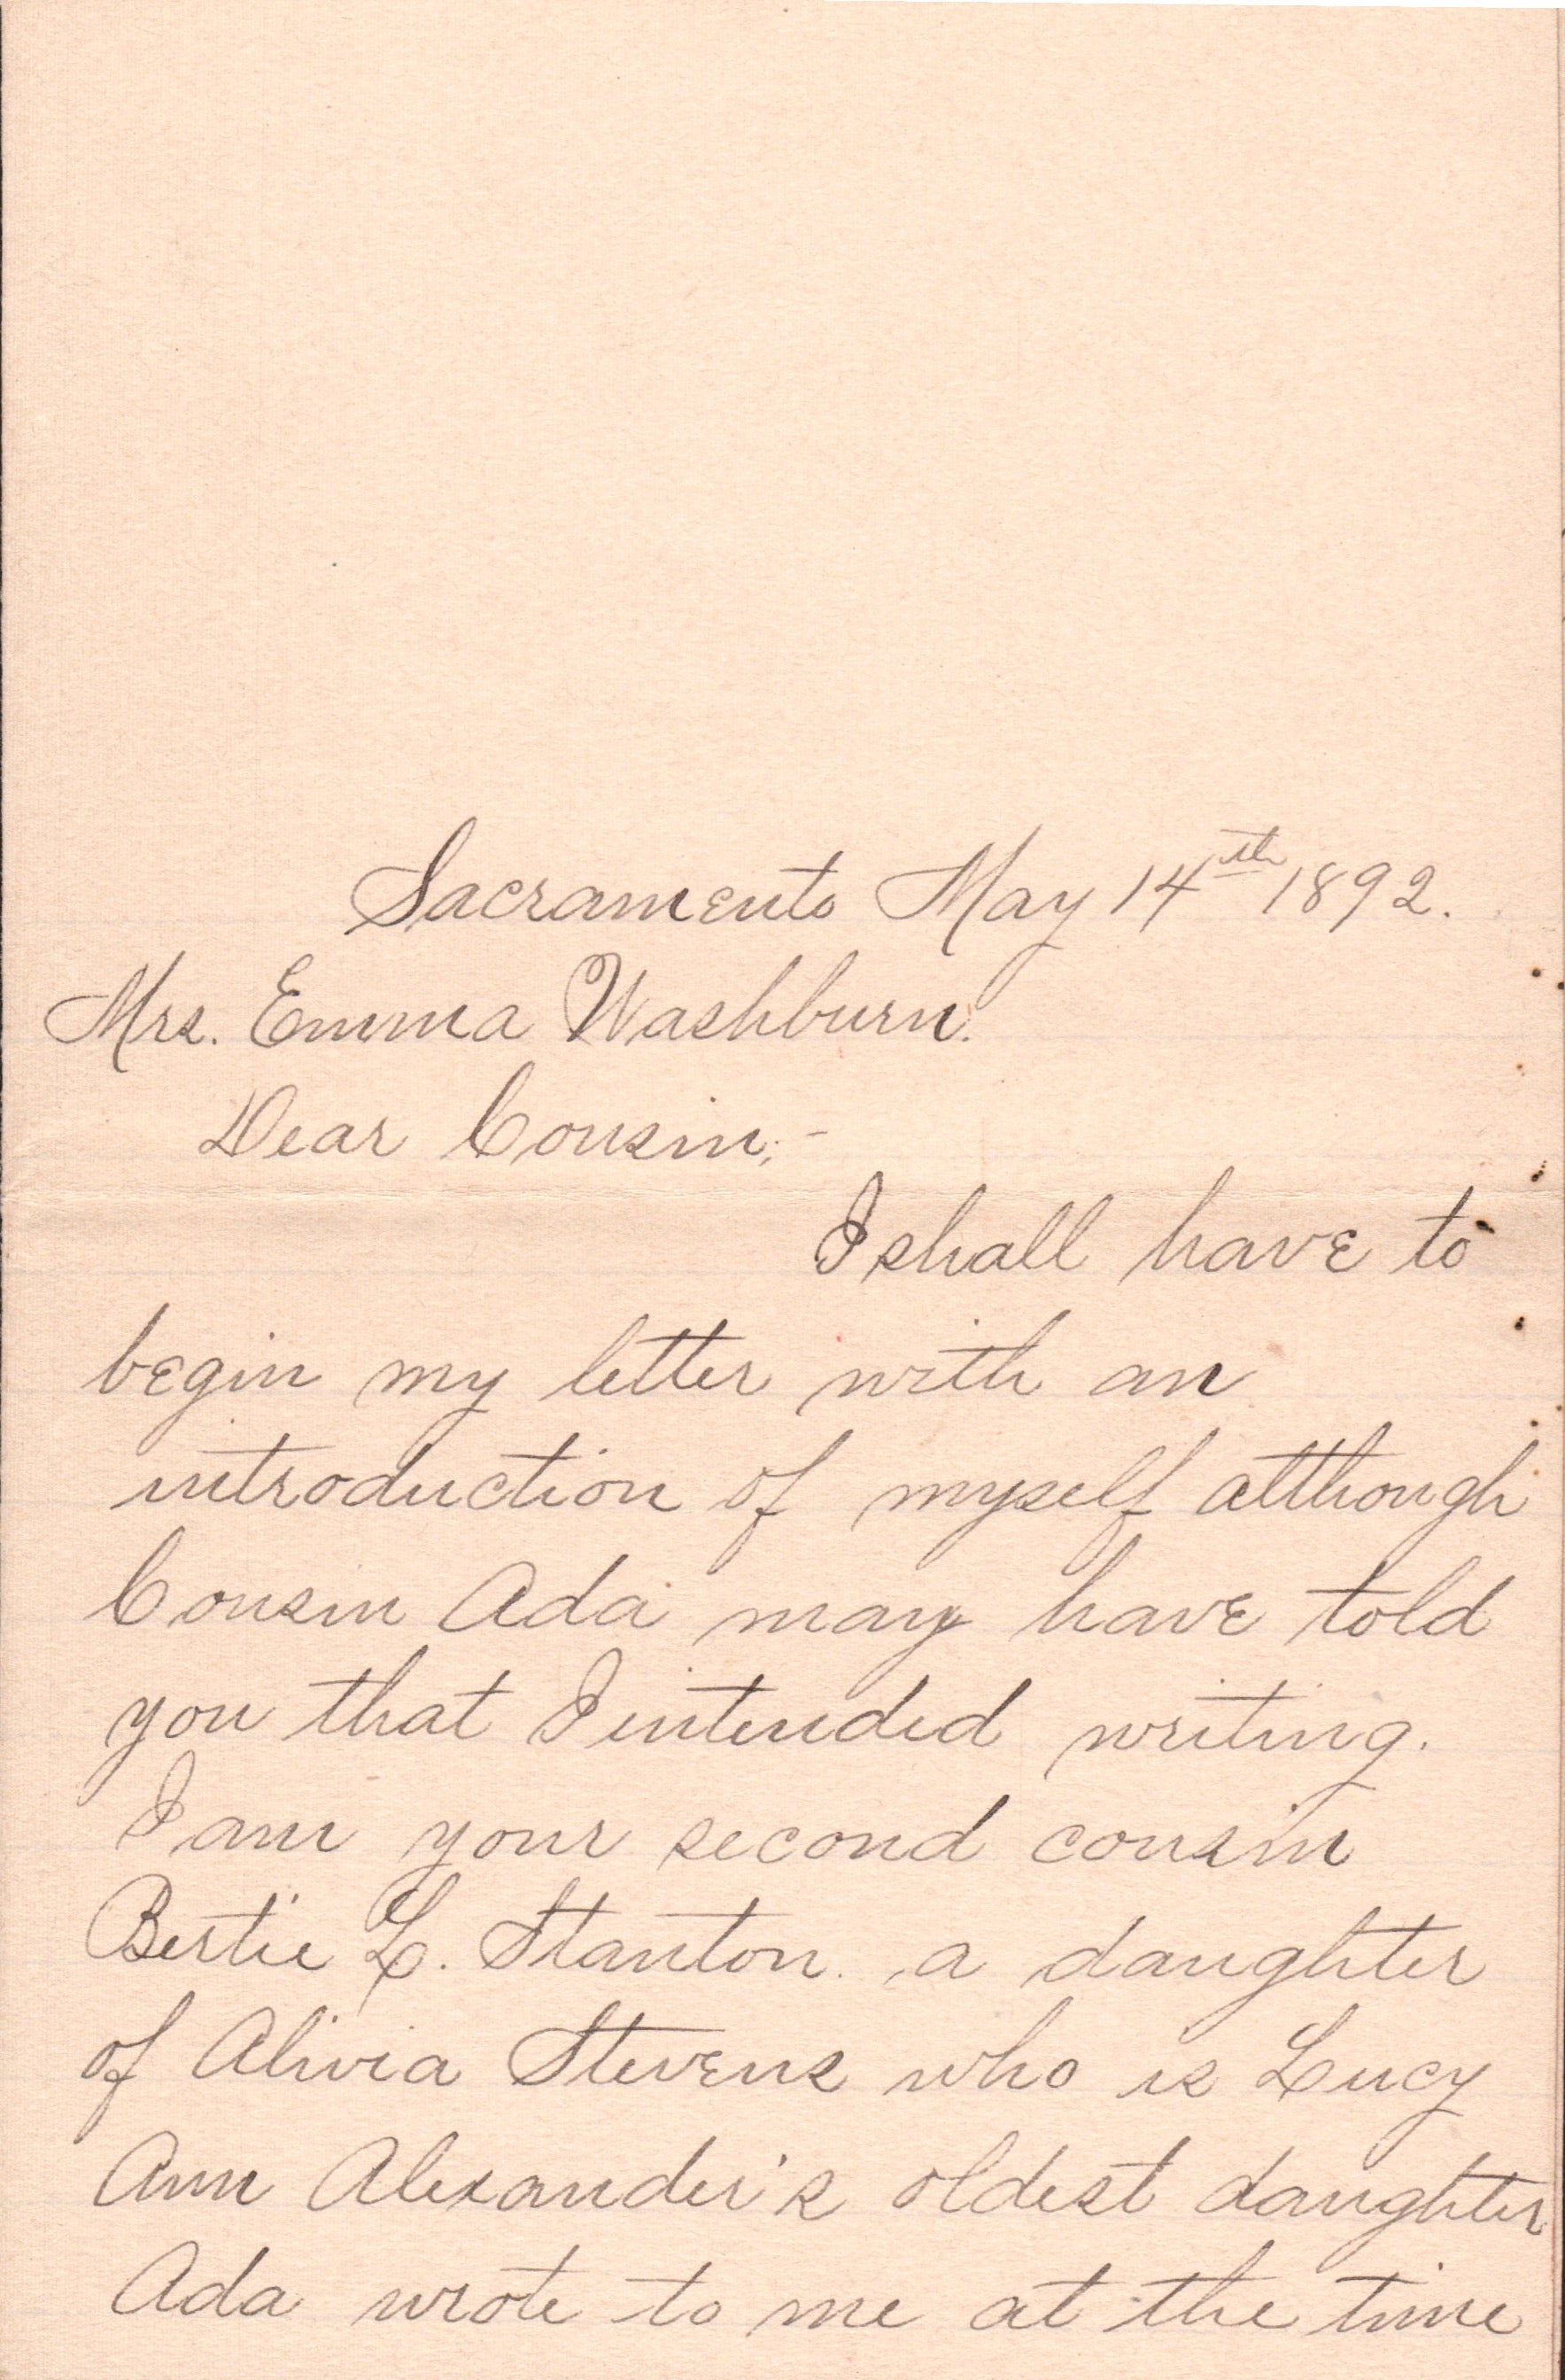 Sacramento May 14th 1892.
Mrs. Emma Washburn.
Dear Cousin;-
I shall have to
begin my letter with an
introduction of myself although
Cousin Ada may have told
you that I intended writing.
I am your second cousin
Bertie L. Stanton. a daughter
of Alivia Stevens who is Lucy
Ann Alexander's oldest daughter
Ada wrote to me at the time